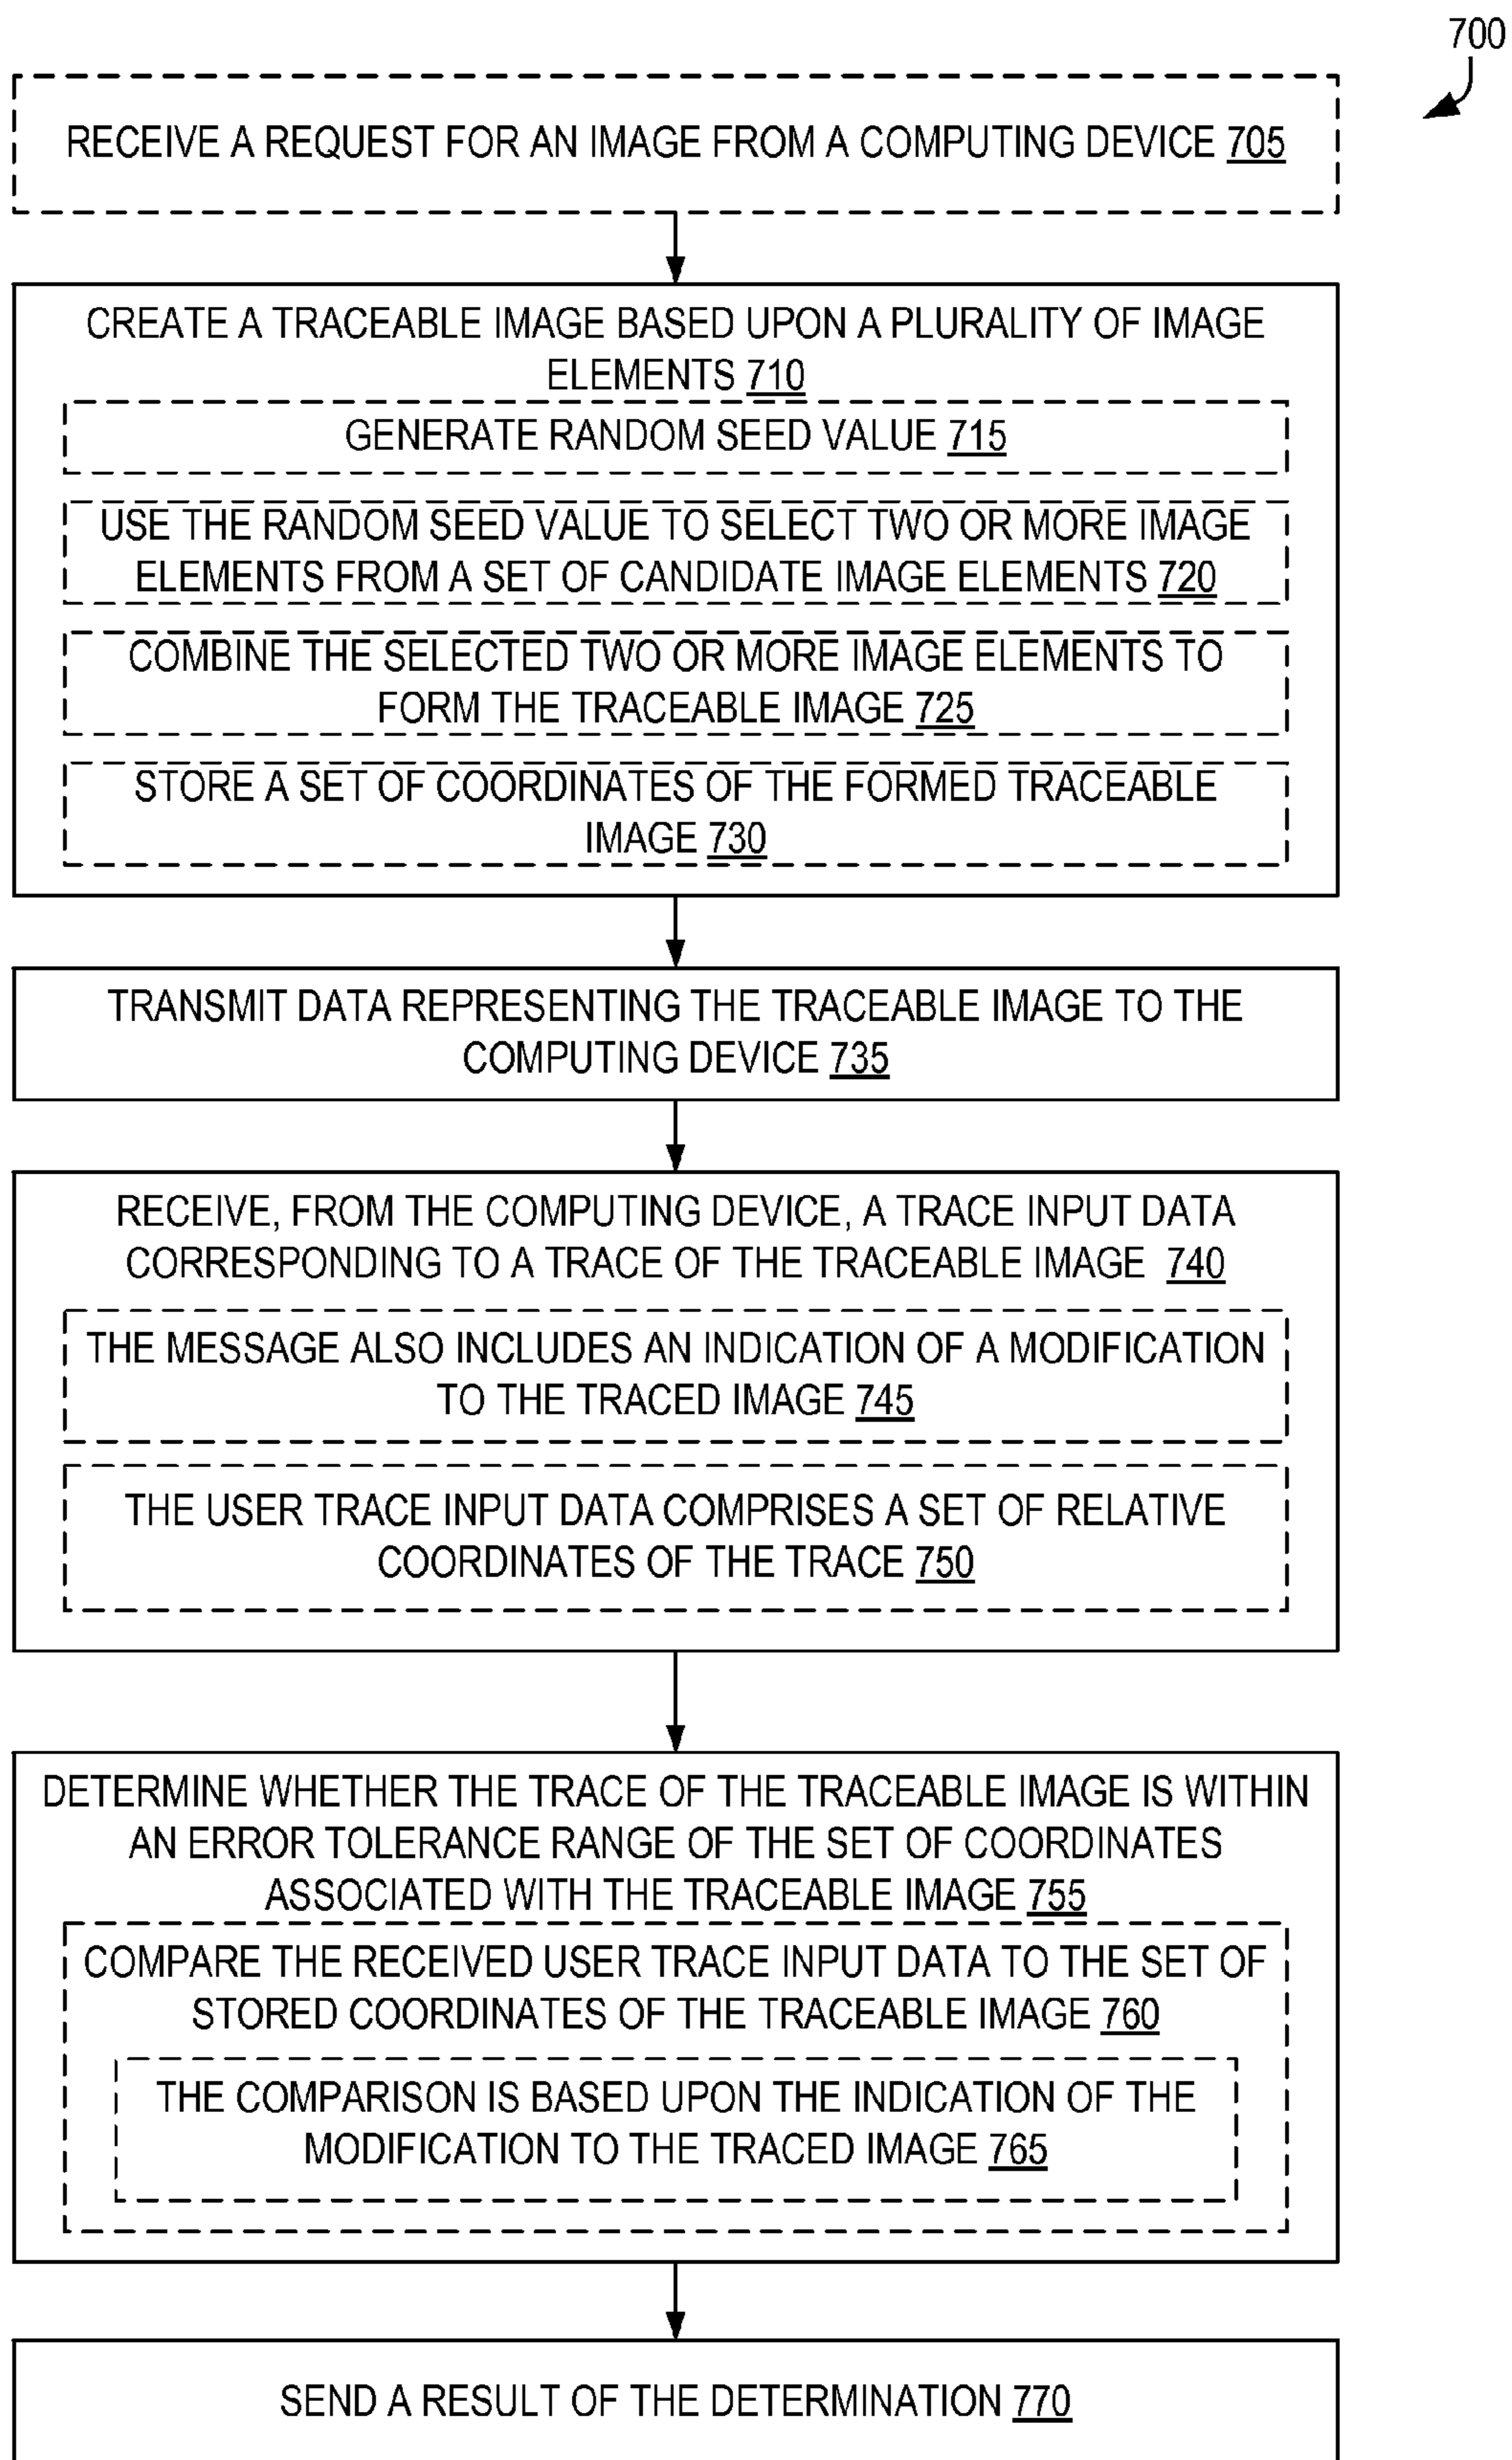 700
RECEIVE A REQUEST FOR AN IMAGE FROM A COMPUTING DEVICE 705
CREATE A TRACEABLE IMAGE BASED UPON A PLURALITY OF IMAGE
ELEMENTS 710
GENERATE RANDOM SEED VALUE 715
USE THE RANDOM SEED VALUE TO SELECT TWO OR MORE IMAGE
ELEMENTS FROM A SET OF CANDIDATE IMAGE ELEMENTS 720
COMBINE THE SELECTED TWO OR MORE IMAGE ELEMENTS TO
FORM THE TRACEABLE IMAGE 725
STORE A SET OF COORDINATES OF THE FORMED TRACEABLE
IMAGE 730
TRANSMIT DATA REPRESENTING THE TRACEABLE IMAGE TO THE
COMPUTING DEVICE 735
RECEIVE, FROM THE COMPUTING DEVICE, A TRACE INPUT DATA
CORRESPONDING TO A TRACE OF THE TRACEABLE IMAGE 740
THE MESSAGE ALSO INCLUDES AN INDICATION OF A MODIFICATION
TO THE TRACED IMAGE 745
THE USER TRACE INPUT DATA COMPRISES A SET OF RELATIVE
COORDINATES OF THE TRACE 750
DETERMINE WHETHER THE TRACE OF THE TRACEABLE IMAGE IS WITHIN
AN ERROR TOLERANCE RANGE OF THE SET OF COORDINATES
ASSOCIATED WITH THE TRACEABLE IMAGE 755
COMPARE THE RECEIVED USER TRACE INPUT DATA TO THE SET OF
STORED COORDINATES OF THE TRACEABLE IMAGE 760
THE COMPARISON IS BASED UPON THE INDICATION OF THE
MODIFICATION TO THE TRACED IMAGE 765
SEND A RESULT OF THE DETERMINATION 770